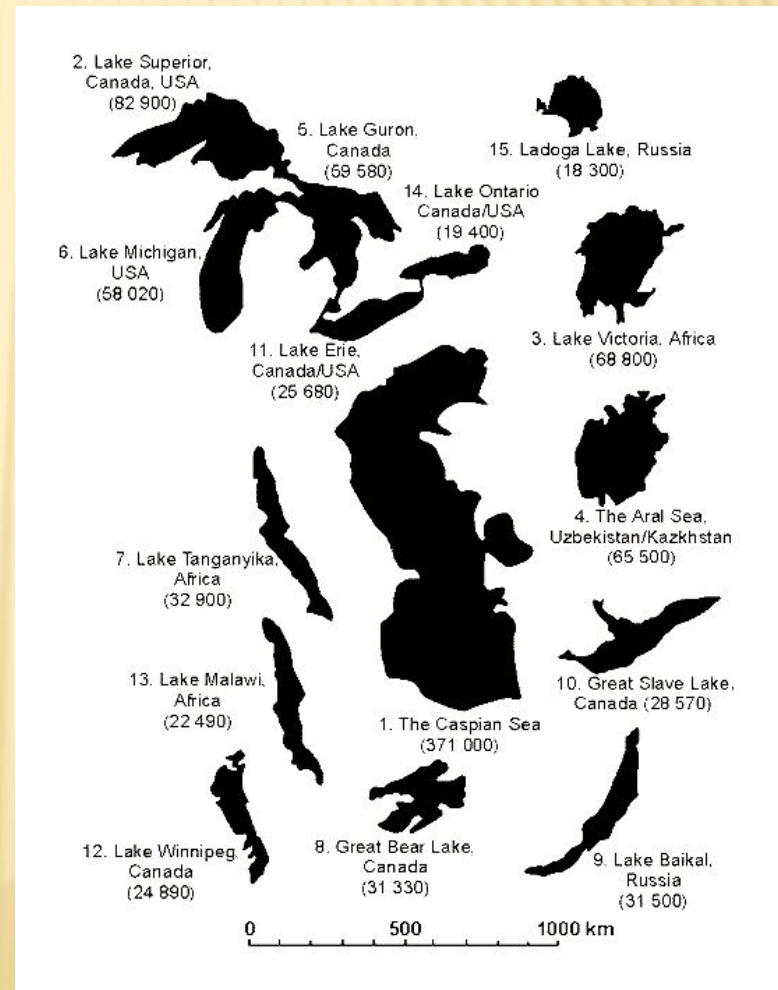 2. Lake Superior,
Canada, USA
(82 900)
5. Lake Guron,
Canada
(59 580)
15. Ladoga Lake, Russia
(18 300)
14. Lake Ontario
Canada/USA
(19 400)
6. Lake Michigan,
USA
(58 020)
11. Lake Erie,
Canada/USA
(25 680)
3. Lake Victoria, Africa
(68 800)
4. The Aral Sea,
Uzbekistan/Kazkhstan
(65 500)
7. Lake Tanganyika,
Africa
(32 900)
13. Lake Malawi,
Africa
(22 490)
10. Great Slave Lake,
Canada (28 570)
1. The Caspian Sea
(371 000)
12. Lake Winnipeg,
Canada
(24 890)
8. Great Bear Lake,
Canada
(31 330)
9. Lake Baikal,
Russia
(31 500)
0 500 1000 km